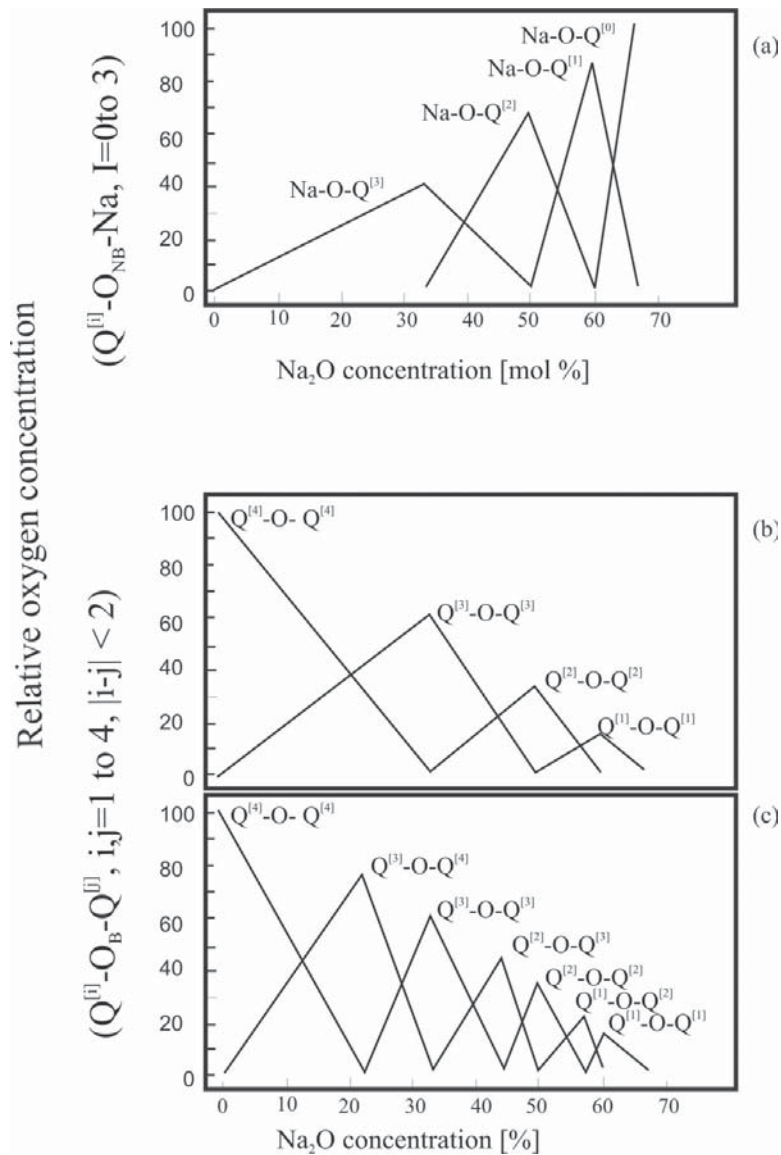 Relative oxygen concentration
(Q[i]-O_NB-Na, I=0to 3)
100
80
60
40
20
0
Na-O-Q[0]
Na-O-Q[1]
Na-O-Q[2]
Na-O-Q[3]
(a)
0 10 20 30 40 50 60 70
Na₂O concentration [mol %]
(Q[i]-O_B-Q[j], i,j=1 to 4, |i-j| < 2)
100
80
60
40
20
0
Q[4]-O- Q[4]
Q[3]-O-Q[3]
Q[2]-O-Q[2]
Q[1]-O-Q[1]
(b)
100
80
60
40
20
0
Q[4]-O- Q[4]
Q[3]-O-Q[4]
Q[3]-O-Q[3]
Q[2]-O-Q[3]
Q[2]-O-Q[2]
Q[1]-O-Q[2]
Q[1]-O-Q[1]
(c)
0 10 20 30 40 50 60 70
Na₂O concentration [%]